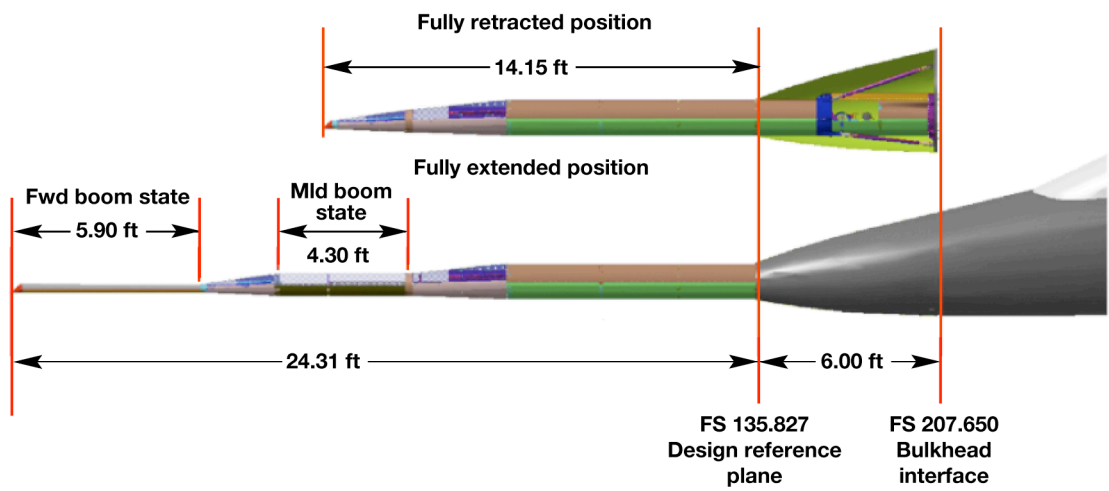 Fully retracted position
14.15 ft
Fully extended position
Fwd boom state
5.90 ft
Mld boom
state
4.30 ft
24.31 ft
6.00 ft
FS 135.827
Design reference
plane
FS 207.650
Bulkhead
interface